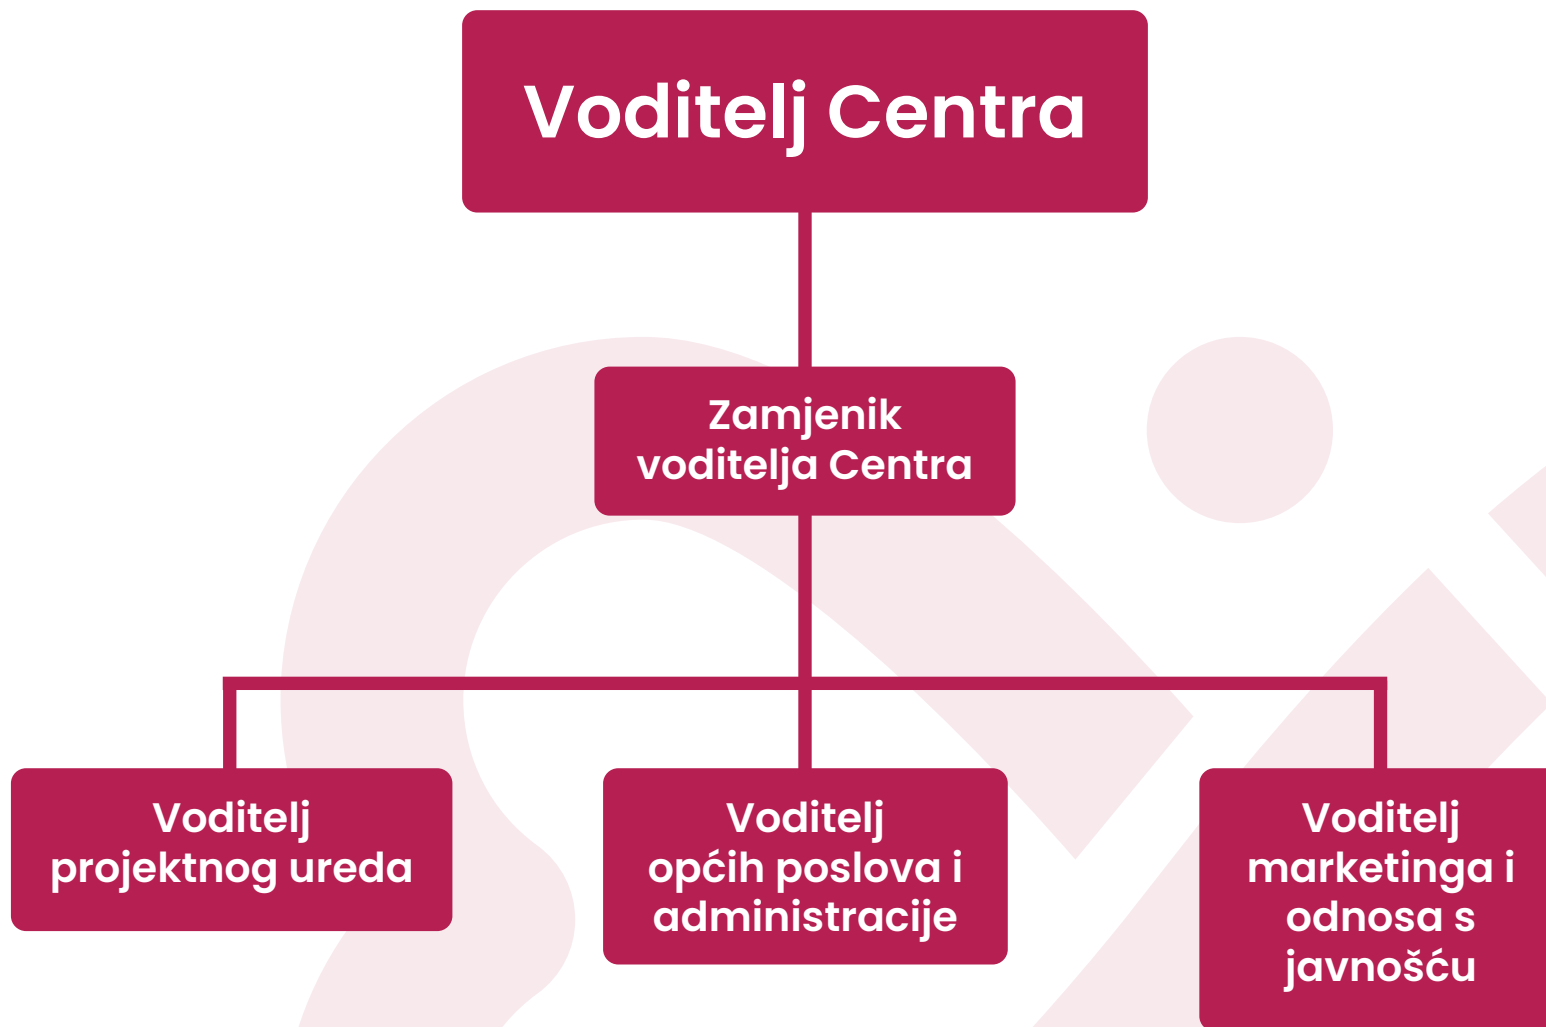 Voditelj Centra
Zamjenik
voditelja Centra
Voditelj
projektnog ureda
Voditelj
općih poslova i
administracije
Voditelj
marketinga i
odnosa s
javnošću